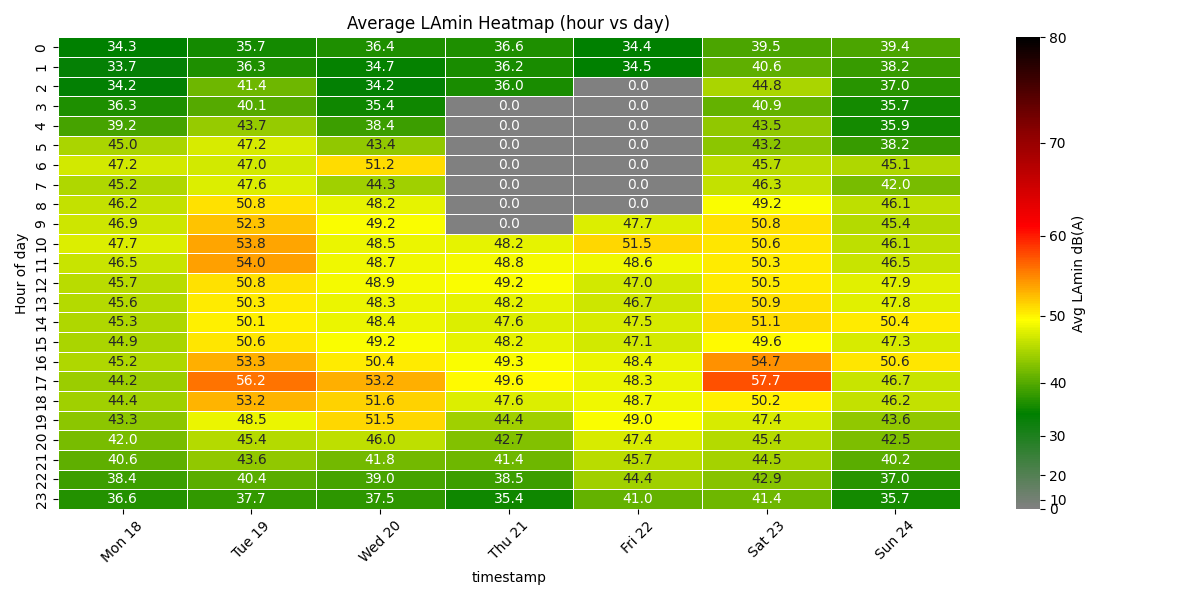 Average LAmin Heatmap (hour vs day)
0 34.3 35.7 36.4 36.6 34.4 39.5 39.4
1 33.7 36.3 34.7 36.2 34.5 40.6 38.2
2 34.2 41.4 34.2 36.0 0.0 44.8 37.0
3 36.3 40.1 35.4 0.0 0.0 40.9 35.7
4 39.2 43.7 38.4 0.0 0.0 43.5 35.9
5 45.0 47.2 43.4 0.0 0.0 43.2 38.2
6 47.2 47.0 51.2 0.0 0.0 45.7 45.1
7 45.2 47.6 44.3 0.0 0.0 46.3 42.0
8 46.2 50.8 48.2 0.0 0.0 49.2 46.1
9 46.9 52.3 49.2 0.0 47.7 50.8 45.4
10 47.7 53.8 48.5 48.2 51.5 50.6 46.1
11 46.5 54.0 48.7 48.8 48.6 50.3 46.5
12 45.7 50.8 48.9 49.2 47.0 50.5 47.9
13 45.6 50.3 48.3 48.2 46.7 50.9 47.8
14 45.3 50.1 48.4 47.6 47.5 51.1 50.4
15 44.9 50.6 49.2 48.2 47.1 49.6 47.3
16 45.2 53.3 50.4 49.3 48.4 54.7 50.6
17 44.2 56.2 53.2 49.6 48.3 57.7 46.7
18 44.4 53.2 51.6 47.6 48.7 50.2 46.2
19 43.3 48.5 51.5 44.4 49.0 47.4 43.6
20 42.0 45.4 46.0 42.7 47.4 45.4 42.5
21 40.6 43.6 41.8 41.4 45.7 44.5 40.2
22 38.4 40.4 39.0 38.5 44.4 42.9 37.0
23 36.6 37.7 37.5 35.4 41.0 41.4 35.7
Hour of day
Mon 18 Tue 19 Wed 20 Thu 21 Fri 22 Sat 23 Sun 24
timestamp
80
70
60
50
40
30
20
10
0
Avg LAmin dB(A)